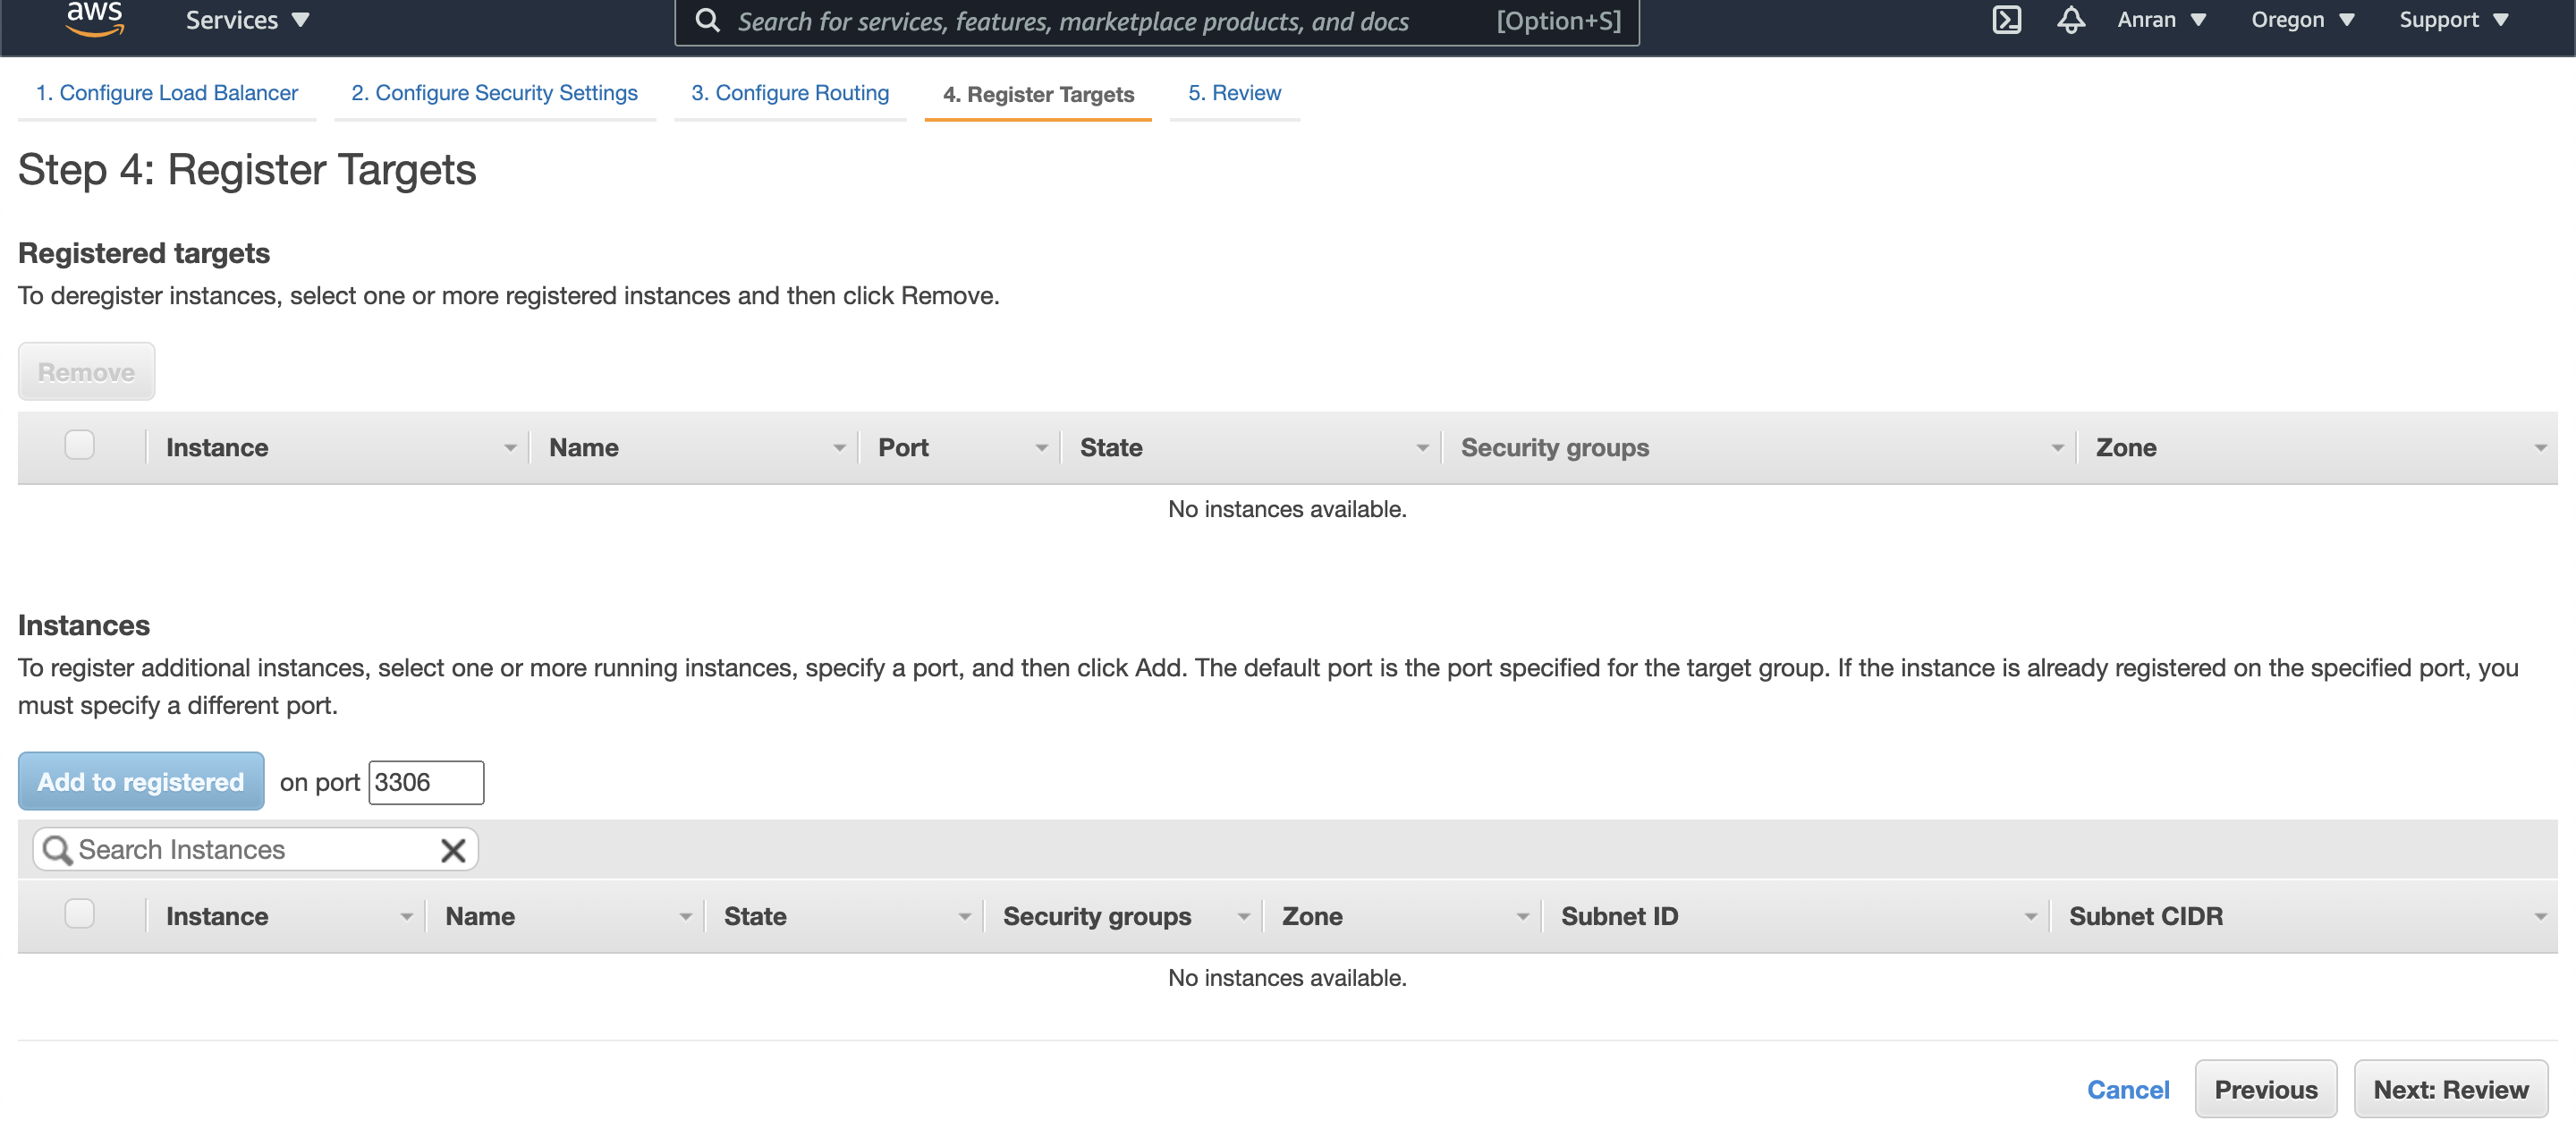 aws Services Search for services, features, marketplace products, and docs [Option+S] Anran Oregon Support
1. Configure Load Balancer 2. Configure Security Settings 3. Configure Routing 4. Register Targets 5. Review
Step 4: Register Targets
Registered targets
To deregister instances, select one or more registered instances and then click Remove.
Remove
Instance Name Port State Security groups Zone
No instances available.
Instances
To register additional instances, select one or more running instances, specify a port, and then click Add. The default port is the port specified for the target group. If the instance is already registered on the specified port, you
must specify a different port.
Add to registered on port 3306
Search Instances
Instance Name State Security groups Zone Subnet ID Subnet CIDR
No instances available.
Cancel Previous Next: Review